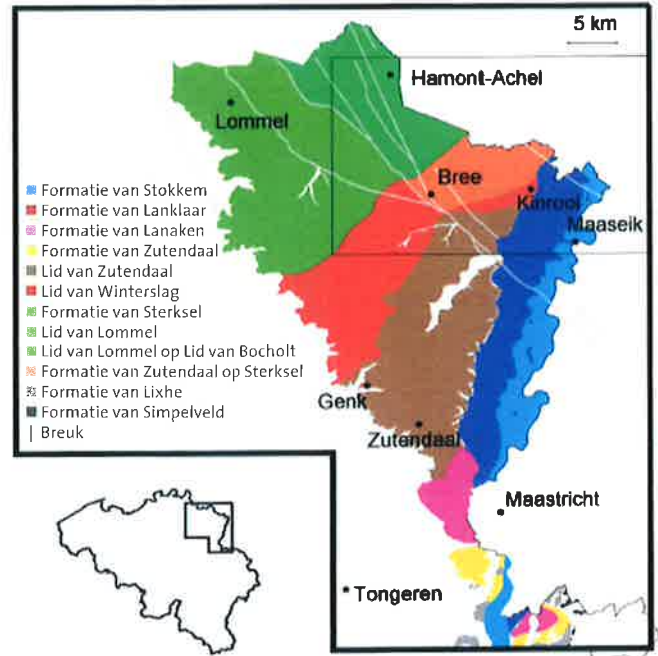 5 km
Hamont-Achel
Lommel
Bree
Kinrooi
Maaseik
Formatie van Stokkem
Formatie van Lanklaar
Formatie van Lanaken
Formatie van Zutendaal
Lid van Zutendaal
Lid van Winterslag
Formatie van Sterksel
Lid van Lommel
Lid van Lommel op Lid van Bocholt
Formatie van Zutendaal op Sterksel
Formatie van Lixhe
Formatie van Simpelveld
Breuk
Genk
Zutendaal
Maastricht
Tongeren